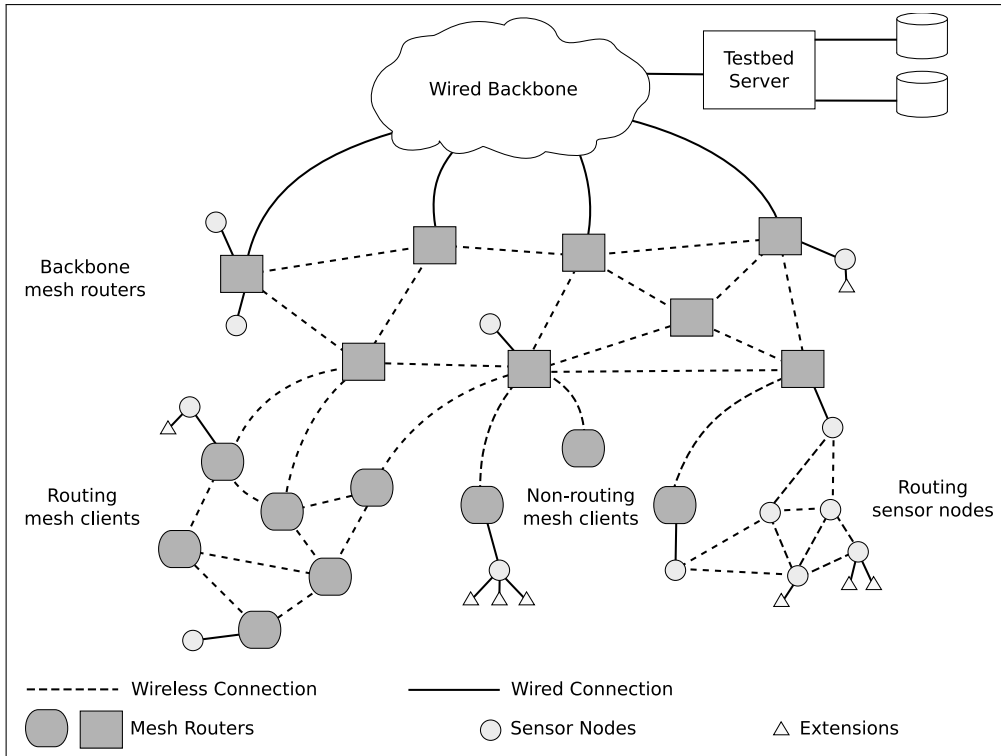 Wired Backbone
Testbed
Server
Backbone
mesh routers
Routing
mesh clients
Non-routing
mesh clients
Routing
sensor nodes
Wireless Connection
Wired Connection
Mesh Routers
Sensor Nodes
Extensions